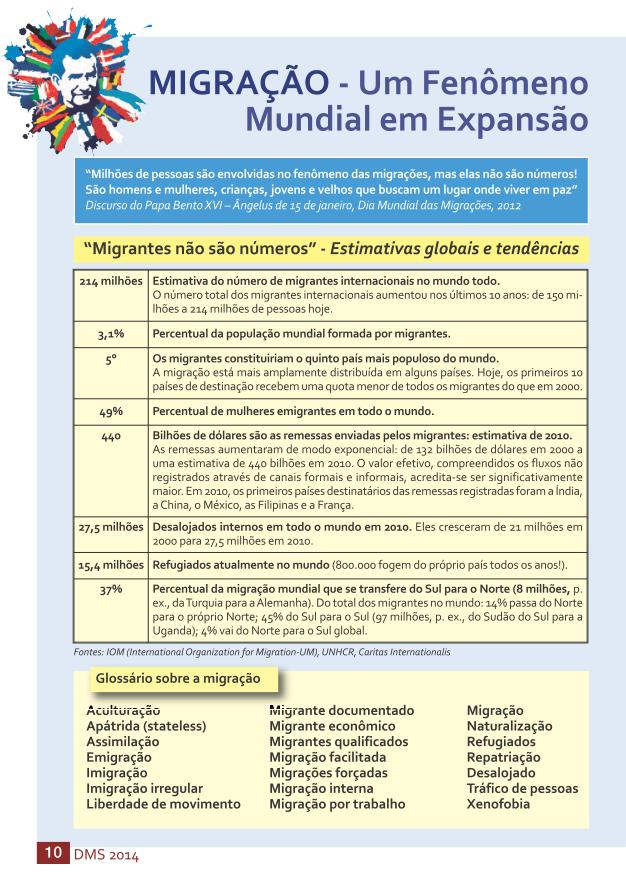 MIGRAÇÃO - Um Fenômeno
Mundial em Expansão
“Milhões de pessoas são envolvidas no fenômeno das migrações, mas elas não são números!
São homens e mulheres, crianças, jovens e velhos que buscam um lugar onde viver em paz”
Discurso do Papa Bento XVI – Ângelus de 15 de janeiro, Dia Mundial das Migrações, 2012
“Migrantes não são números” - Estimativas globais e tendências
214 milhões Estimativa do número de migrantes internacionais no mundo todo.
O número total dos migrantes internacionais aumentou nos últimos 10 anos: de 150 mi-
lhões a 214 milhões de pessoas hoje.
3,1% Percentual da população mundial formada por migrantes.
5° Os migrantes constituiriam o quinto país mais populoso do mundo.
A migração está mais amplamente distribuída em alguns países. Hoje, os primeiros 10
países de destinação recebem uma quota menor de todos os migrantes do que em 2000.
49% Percentual de mulheres emigrantes em todo o mundo.
440 Bilhões de dólares são as remessas enviadas pelos migrantes: estimativa de 2010.
As remessas aumentaram de modo exponencial: de 132 bilhões de dólares em 2000 a
uma estimativa de 440 bilhões em 2010. O valor efetivo, compreendidos os fluxos não
registrados através de canais formais e informais, acredita-se ser significativamente
maior. Em 2010, os primeiros países destinatários das remessas registradas foram a Índia,
a China, o México, as Filipinas e a França.
27,5 milhões Desalojados internos em todo o mundo em 2010. Eles cresceram de 21 milhões em
2000 para 27,5 milhões em 2010.
15,4 milhões Refugiados atualmente no mundo (800.000 fogem do próprio país todos os anos!).
37% Percentual da migração mundial que se transfere do Sul para o Norte (8 milhões, p.
ex., da Turquia para a Alemanha). Do total dos migrantes no mundo: 14% passa do Norte
para o próprio Norte; 45% do Sul para o Sul (97 milhões, p. ex., do Sudão do Sul para a
Uganda); 4% vai do Norte para o Sul global.
Fontes: IOM (International Organization for Migration-UM), UNHCR, Caritas Internationalis
Glossário sobre a migração
Aculturação
Apátrida (stateless)
Assimilação
Emigração
Imigração
Imigração irregular
Liberdade de movimento
Migrante documentado
Migrante econômico
Migrantes qualificados
Migração facilitada
Migrações forçadas
Migração interna
Migração por trabalho
Migração
Naturalização
Refugiados
Repatriação
Desalojado
Tráfico de pessoas
Xenofobia
10 DMS 2014